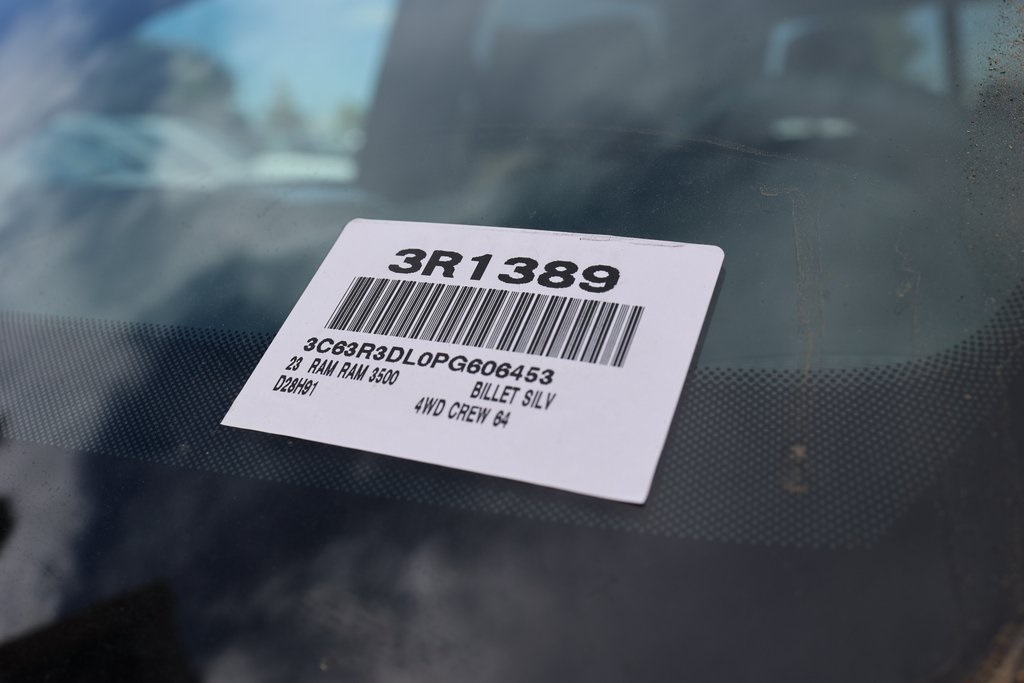 3R1389
3C63R3DL0PG606453
23 RAM RAM 3500 BILLET SILV
D28H91 4WD CREW 64